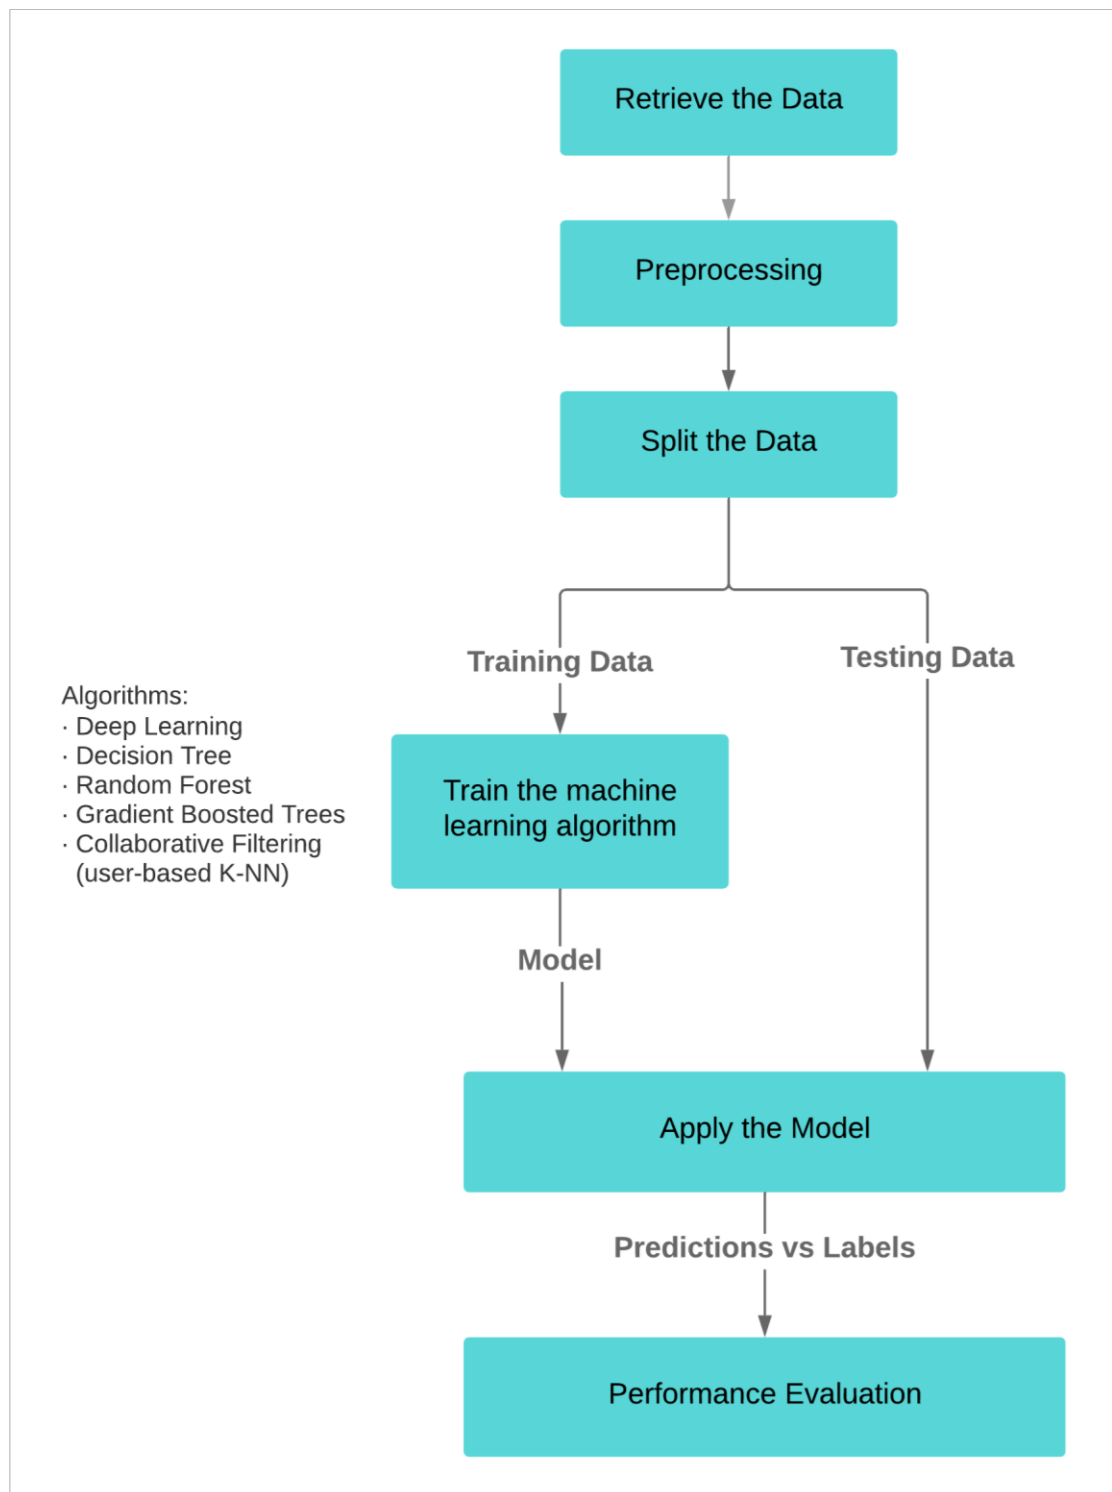 Retrieve the Data
Preprocessing
Split the Data
Training Data
Testing Data
Algorithms:
· Deep Learning
· Decision Tree
· Random Forest
· Gradient Boosted Trees
· Collaborative Filtering
(user-based K-NN)
Train the machine
learning algorithm
Model
Apply the Model
Predictions vs Labels
Performance Evaluation